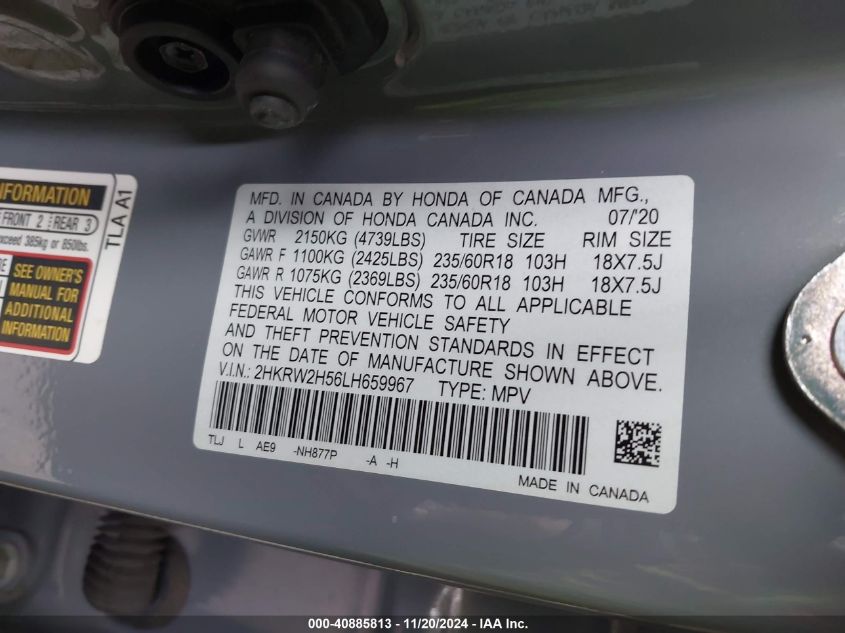 INFORMATION
FRONT 2 REAR 3
exceed 385kg or 850lbs.
SEE OWNER'S
MANUAL FOR
ADDITIONAL
INFORMATION
TLA A1
MFD. IN CANADA BY HONDA OF CANADA MFG.,
A DIVISION OF HONDA CANADA INC. 07/'20
GVWR 2150KG (4739LBS) TIRE SIZE RIM SIZE
GAWR F 1100KG (2425LBS) 235/60R18 103H 18X7.5J
GAWR R 1075KG (2369LBS) 235/60R18 103H 18X7.5J
THIS VEHICLE CONFORMS TO ALL APPLICABLE
FEDERAL MOTOR VEHICLE SAFETY
AND THEFT PREVENTION STANDARDS IN EFFECT
ON THE DATE OF MANUFACTURE SHOWN ABOVE.
V.I.N.: 2HKRW2H56LH659967 TYPE: MPV
TLJ L AE9 -NH877P -A -H
MADE IN CANADA
000-40885813 - 11/20/2024 - IAA Inc.